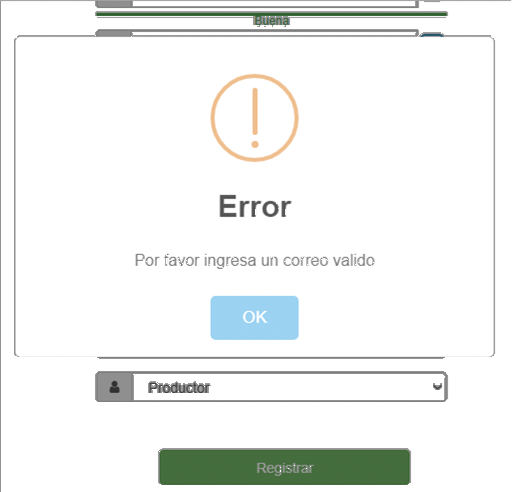 Buena
Error
Por favor ingresa un correo valido
OK
Productor
Registrar